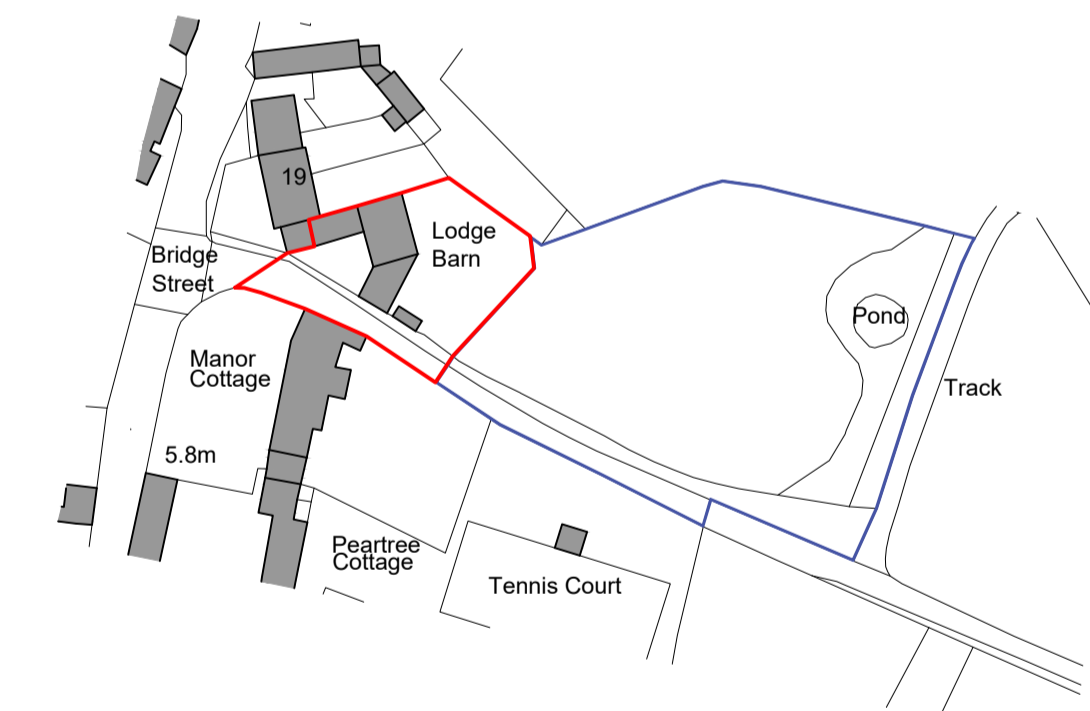 19
Lodge
Barn
Bridge
Street
Pond
Manor
Cottage
Track
5.8m
Peartree
Cottage
Tennis Court